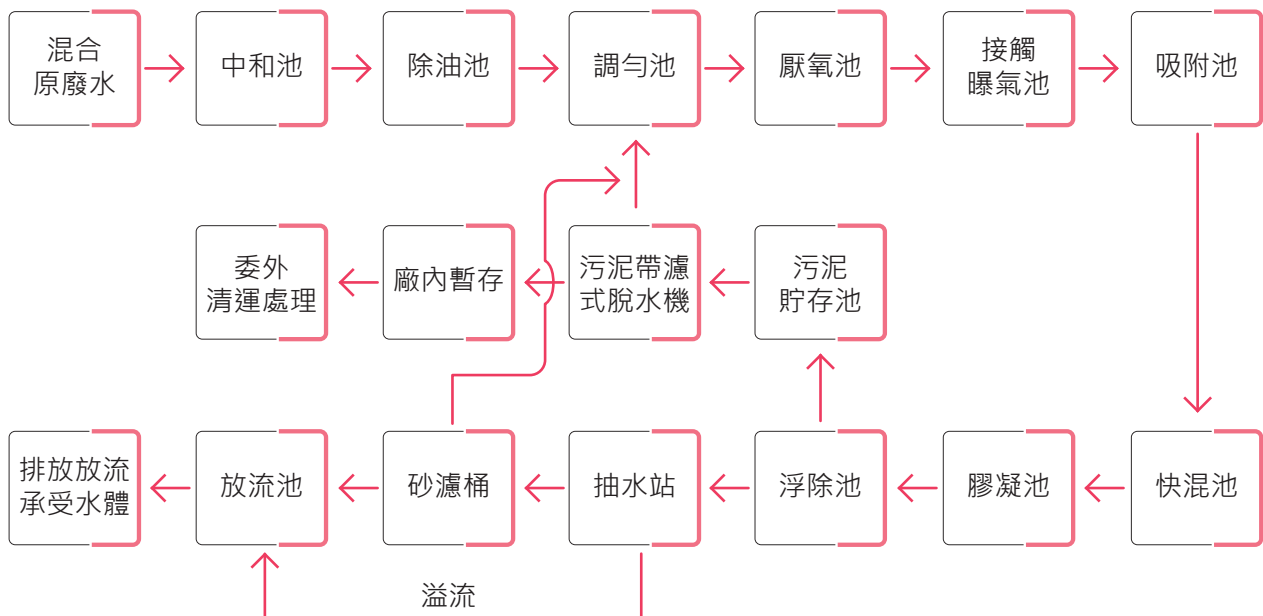 混合
原廢水
中和池
除油池
調勻池
厭氧池
接觸
曝氣池
吸附池
委外
清運處理
廠內暫存
污泥帶濾
式脫水機
污泥
貯存池
排放放流
承受水體
放流池
砂濾桶
抽水站
浮除池
膠凝池
快混池
溢流